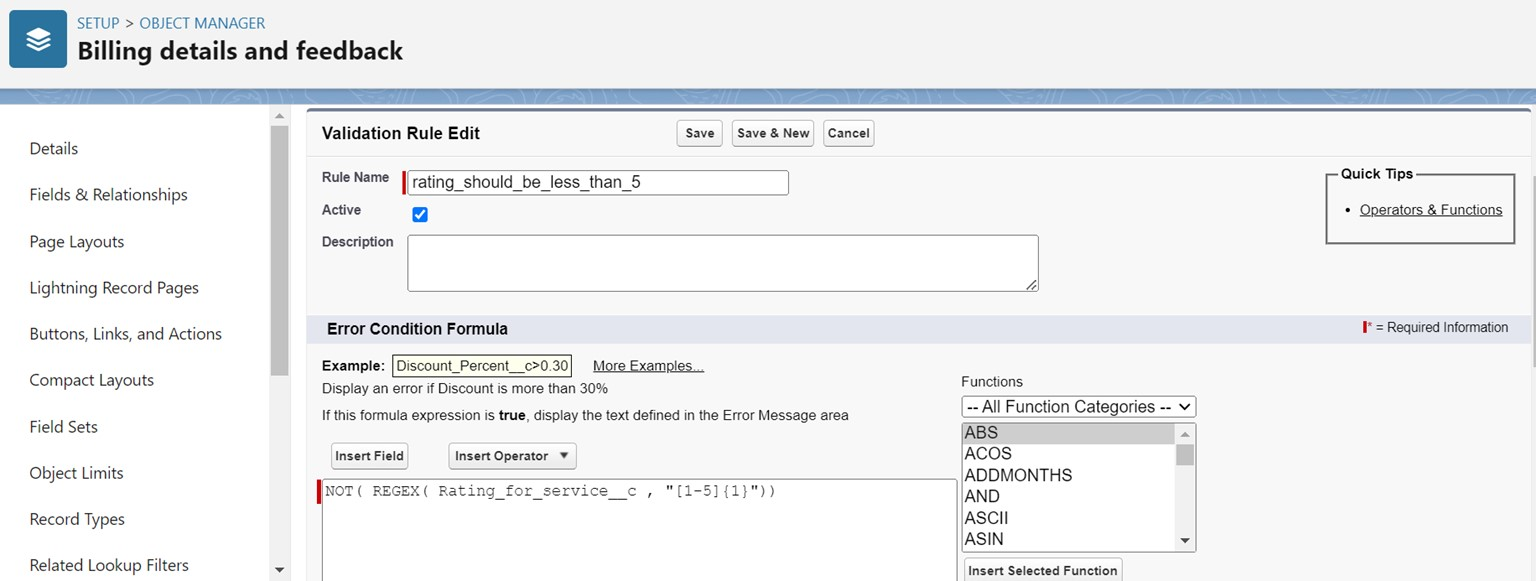 SETUP > OBJECT MANAGER
Billing details and feedback
Details
Fields & Relationships
Page Layouts
Lightning Record Pages
Buttons, Links, and Actions
Compact Layouts
Field Sets
Object Limits
Record Types
Related Lookup Filters
Validation Rule Edit
Save
Save & New
Cancel
Rule Name
rating_should_be_less_than_5
Active
Description
Quick Tips
• Operators & Functions
Error Condition Formula
* = Required Information
Example: Discount_Percent__c>0.30 More Examples...
Display an error if Discount is more than 30%
If this formula expression is true, display the text defined in the Error Message area
Insert Field
Insert Operator
NOT( REGEX( Rating_for_service__c , "[1-5]{1}"))
Functions
-- All Function Categories --
ABS
ACOS
ADDMONTHS
AND
ASCII
ASIN
Insert Selected Function